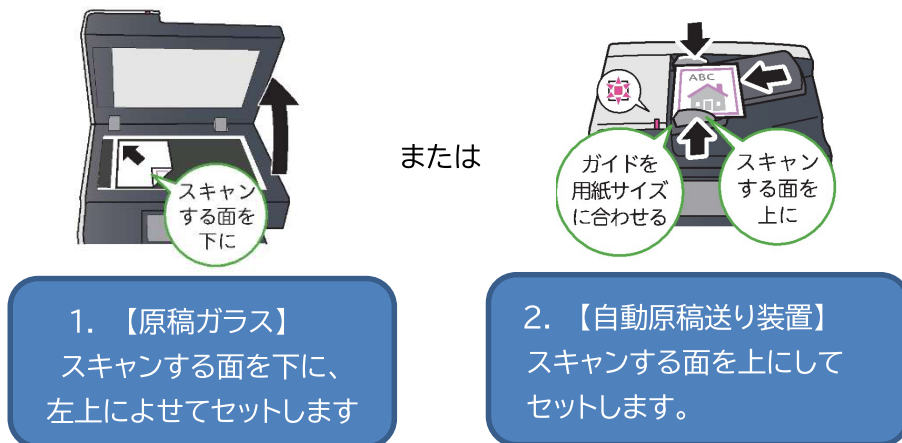 スキャン
する面を
下に
または
ABC
ガイドを
用紙サイズ
に合わせる
スキャン
する面を
上に
1. 【原稿ガラス】
スキャンする面を下に、
左上によせてセットします
2. 【自動原稿送り装置】
スキャンする面を上にして
セットします。